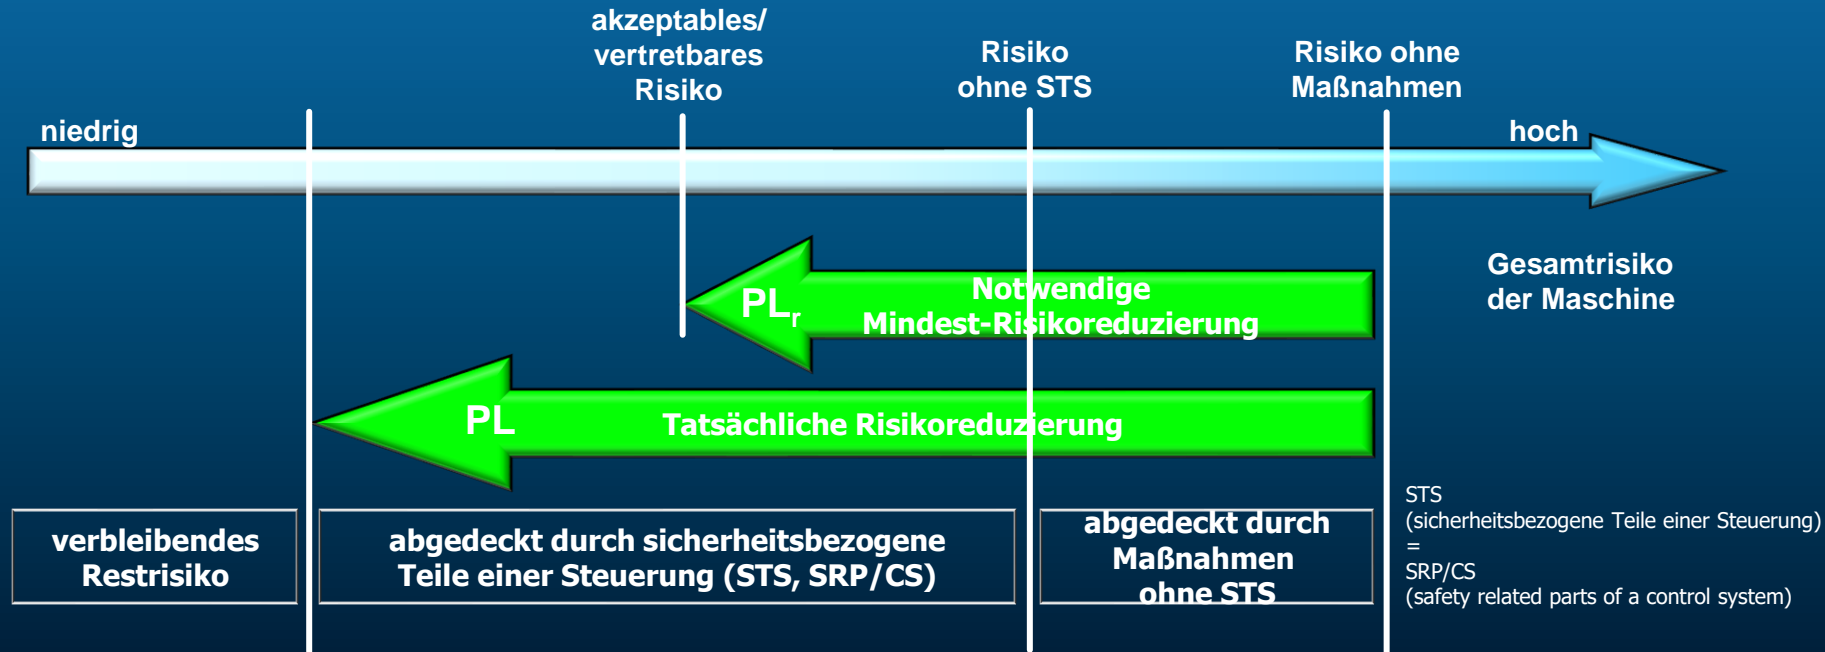 akzeptables/
vertretbares
Risiko
Risiko
ohne STS
Risiko ohne
Maßnahmen
niedrig
hoch
Gesamtrisiko
der Maschine
PLr
Notwendige
Mindest-Risikoreduzierung
PL
Tatsächliche Risikoreduzierung
verbleibendes
Restrisiko
abgedeckt durch sicherheitsbezogene
Teile einer Steuerung (STS, SRP/CS)
abgedeckt durch
Maßnahmen
ohne STS
STS
(sicherheitsbezogene Teile einer Steuerung)
=
SRP/CS
(safety related parts of a control system)